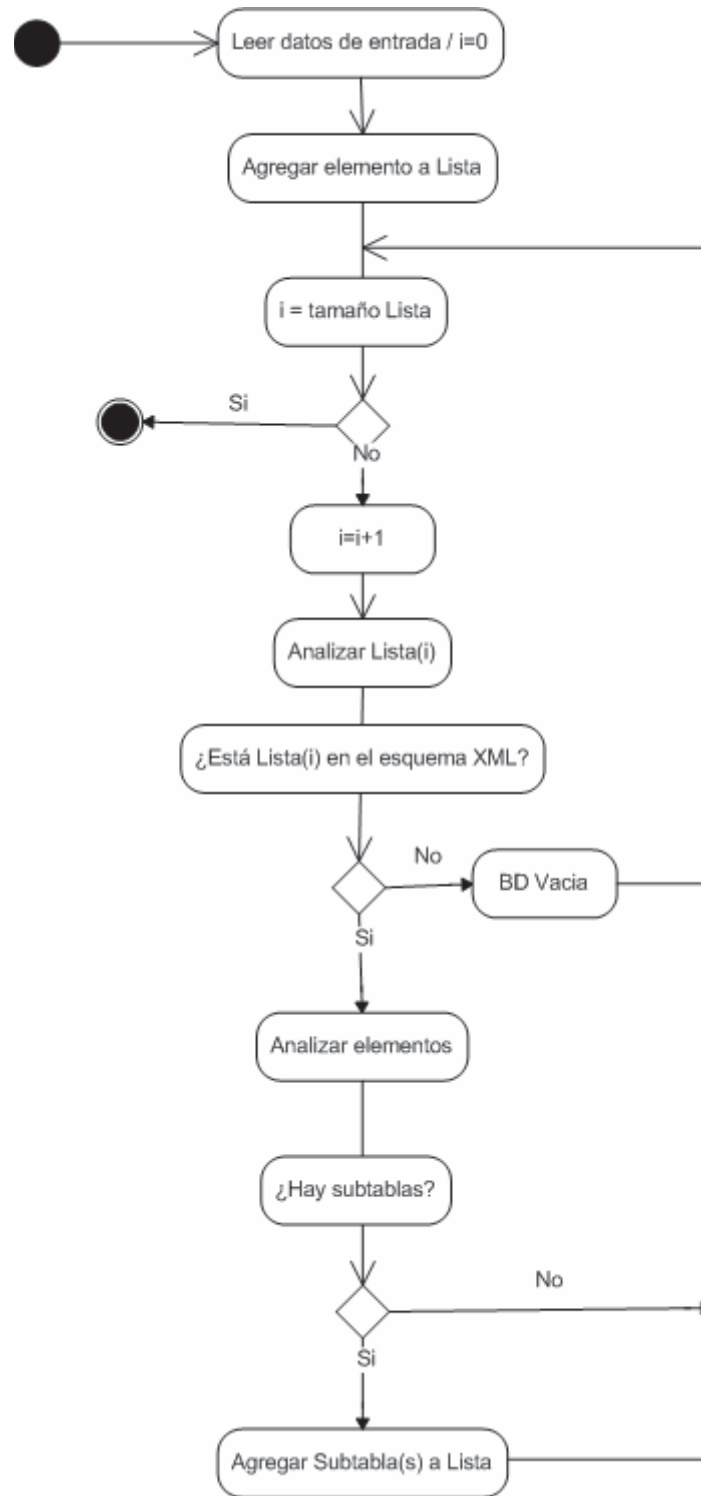 Leer datos de entrada / i=0
Agregar elemento a Lista
i = tamaño Lista
Si
No
i=i+1
Analizar Lista(i)
¿Está Lista(i) en el esquema XML?
No
BD Vacia
Si
Analizar elementos
¿Hay subtablas?
No
Si
Agregar Subtabla(s) a Lista